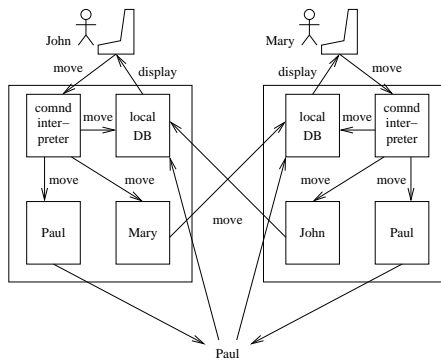 John
Mary
move
display
display
move
comnd
inter–
preter
move
local
DB
local
DB
move
comnd
inter–
preter
move
move
move
move
Paul
Mary
move
John
Paul
Paul